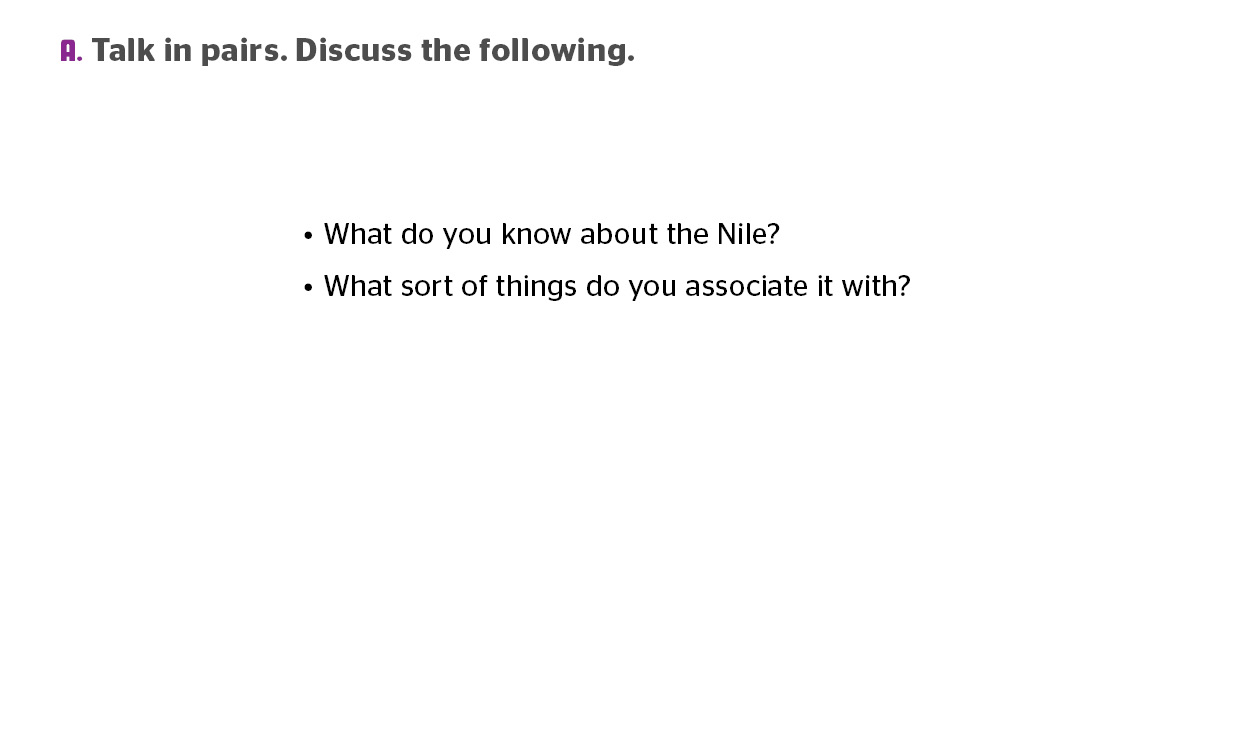 A. Talk in pairs. Discuss the following.
• What do you know about the Nile?
• What sort of things do you associate it with?